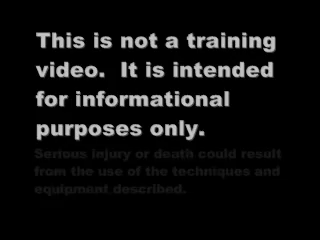 This is not a training
video.  It is intended
for informational
purposes only.
Serious injury or death could result
from the use of the techniques and
equipment described.